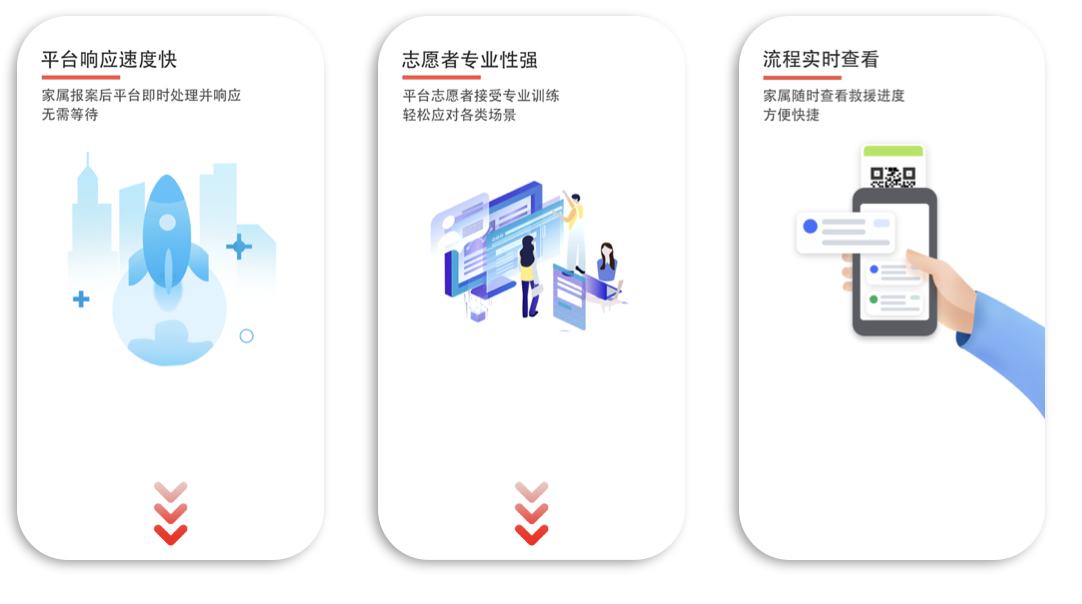 平台响应速度快
家属报案后平台即时处理并响应
无需等待
志愿者专业性强
平台志愿者接受专业训练
轻松应对各类场景
流程实时查看
家属随时查看救援进度
方便快捷